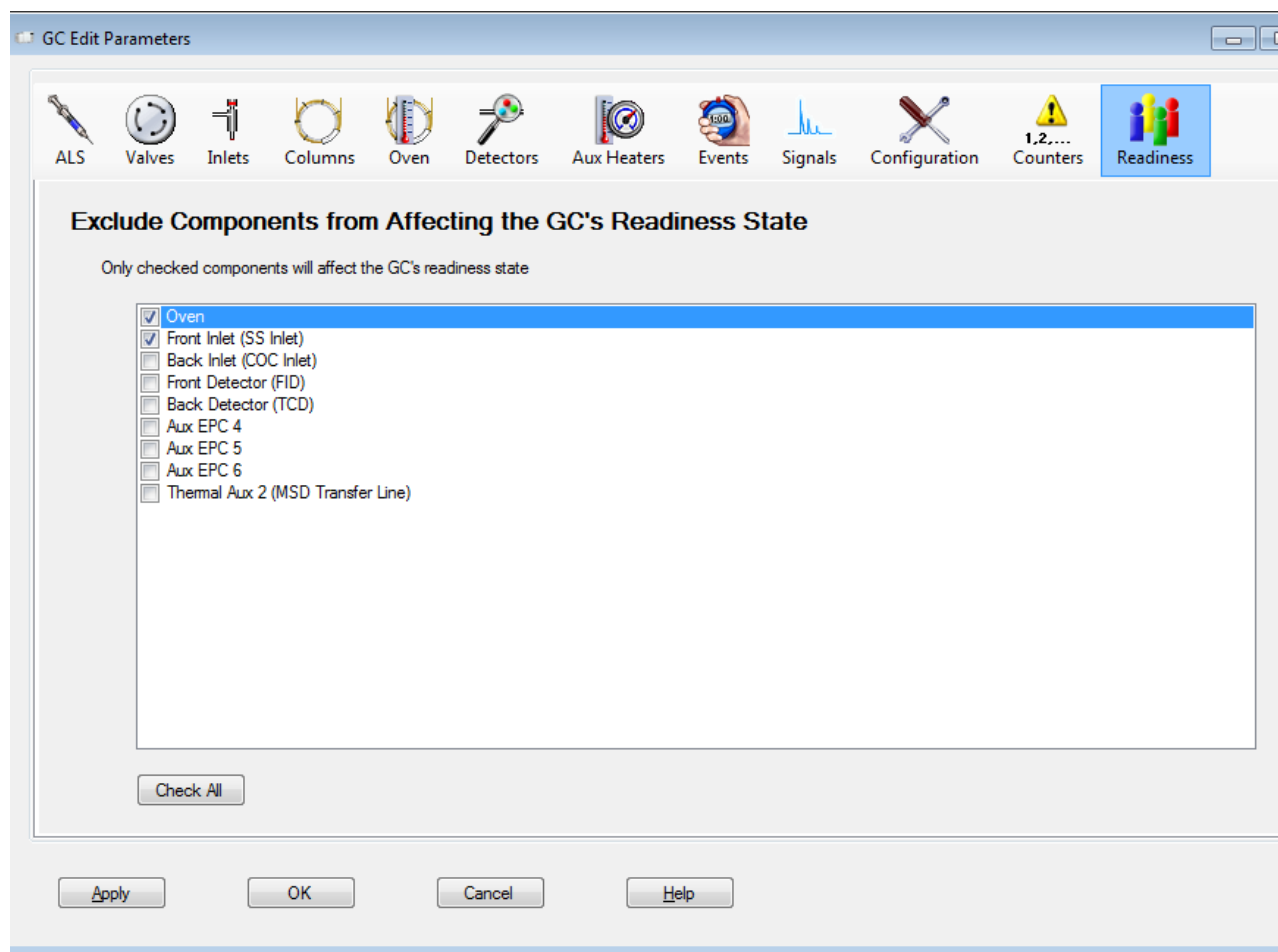 GC Edit Parameters
ALS Valves Inlets Columns Oven Detectors Aux Heaters 1:00 Events Signals Configuration 1,2,... Counters Readiness
Exclude Components from Affecting the GC's Readiness State
Only checked components will affect the GC's readiness state
Oven
Front Inlet (SS Inlet)
Back Inlet (COC Inlet)
Front Detector (FID)
Back Detector (TCD)
Aux EPC 4
Aux EPC 5
Aux EPC 6
Thermal Aux 2 (MSD Transfer Line)
Check All
Apply OK Cancel Help